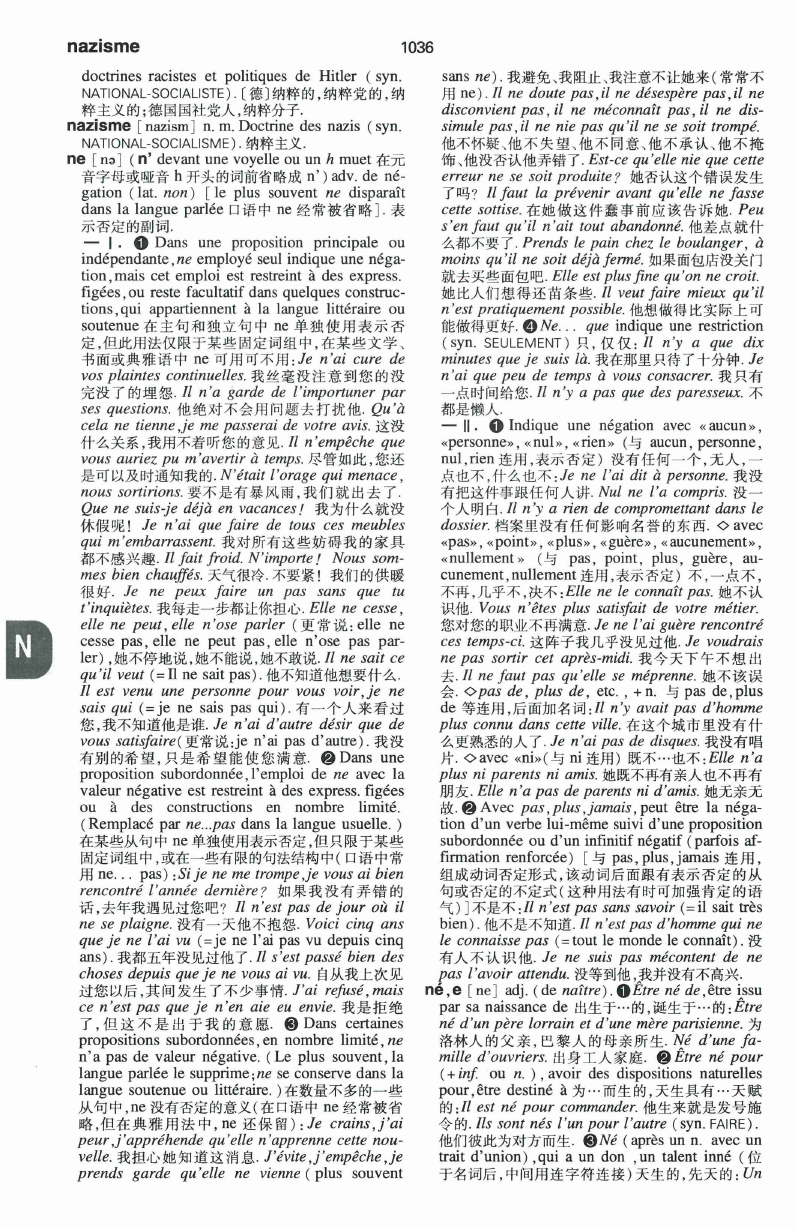 nazisme
1036
doctrines racistes et politiques de Hitler ( syn.
NATIONAL-SOCIALISTE ) . 〔德〕纳粹的,纳粹党的,纳
粹主义的;德国国社党人,纳粹分子.
nazisme [ nazism ] n. m. Doctrine des nazis ( syn.
NATIONAL-SOCIALISME ) . 纳粹主义.
ne [ nə ] ( n' devant une voyelle ou un h muet 在元
音字母或哑音 h 开头的词前省略成 n' ) adv. de né-
gation ( lat. non ) [ le plus souvent ne disparaît
dans la langue parlée 口语中 ne 经常被省略 ] . 表
示否定的副词.
— Ⅰ. ❶ Dans une proposition principale ou
indépendante,ne employé seul indique une néga-
tion,mais cet emploi est restreint à des express.
figées,ou reste facultatif dans quelques construc-
tions,qui appartiennent à la langue littéraire ou
soutenue 在主句和独立句中 ne 单独使用表示否
定,但此用法仅限于某些固定词组中,在某些文学、
书面或典雅语中 ne 可用可不用:Je n'ai cure de
vos plaintes continuelles. 我丝毫没注意到您的没
完没了的埋怨. Il n'a garde de l'importuner par
ses questions. 他绝对不会用问题去打扰他. Qu'à
cela ne tienne,je me passerai de votre avis. 这没
什么关系,我用不着听您的意见. Il n'empêche que
vous auriez pu m'avertir à temps. 尽管如此,您还
是可以及时通知我的. N'était l'orage qui menace,
nous sortirions. 要不是有暴风雨,我们就出去了.
Que ne suis-je déjà en vacances ! 我为什么就没
休假呢! Je n'ai que faire de tous ces meubles
qui m'embarrassent. 我对所有这些妨碍我的家具
都不感兴趣. Il fait froid. N'importe ! Nous som-
mes bien chauffés. 天气很冷. 不要紧! 我们的供暖
很好. Je ne peux faire un pas sans que tu
t'inquiètes. 我每走一步都让你担心. Elle ne cesse,
elle ne peut, elle n'ose parler ( 更常说: elle ne
cesse pas, elle ne peut pas, elle n'ose pas par-
ler) ,她不停地说,她不能说,她不敢说. Il ne sait ce
qu'il veut ( = Il ne sait pas) . 他不知道他想要什么.
Il est venu une personne pour vous voir,je ne
sais qui ( = je ne sais pas qui) . 有一个人来看过
您,我不知道他是谁. Je n'ai d'autre désir que de
vous satisfaire( 更常说:je n'ai pas d'autre) . 我没
有别的希望,只是希望能使您满意. ❷ Dans une
proposition subordonnée,l'emploi de ne avec la
valeur négative est restreint à des express. figées
ou à des constructions en nombre limité.
( Remplacé par ne...pas dans la langue usuelle. )
在某些从句中 ne 单独使用表示否定,但只限于某些
固定词组中,或在一些有限的句法结构中( 口语中常
用 ne... pas) :Si je ne me trompe,je vous ai bien
rencontré l'année dernière? 如果我没有弄错的
话,去年我遇见过您吧? Il n'est pas de jour où il
ne se plaigne. 没有一天他不抱怨. Voici cinq ans
que je ne l'ai vu ( = je ne l'ai pas vu depuis cinq
ans) . 我都五年没见过他了. Il s'est passé bien des
choses depuis que je ne vous ai vu. 自从我上次见
过您以后,其间发生了不少事情. J'ai refusé,mais
ce n'est pas que je n'en aie eu envie. 我是拒绝
了,但这不是出于我的意愿. ❸ Dans certaines
propositions subordonnées,en nombre limité, ne
n'a pas de valeur négative. ( Le plus souvent,la
langue parlée le supprime;ne se conserve dans la
langue soutenue ou littéraire. )在数量不多的一些
从句中,ne 没有否定的意义(在口语中 ne 经常被省
略,但在典雅用法中,ne 还保留) : Je crains, j'ai
peur,j'appréhende qu'elle n'apprenne cette nou-
velle. 我担心她知道这消息. J'évite,j'empêche,je
prends garde qu'elle ne vienne ( plus souvent
N
sans ne) . 我避免、我阻止、我注意不让她来(常常不
用 ne) . Il ne doute pas,il ne désespère pas,il ne
disconvient pas, il ne méconnaît pas, il ne dis-
simule pas,il ne nie pas qu'il ne se soit trompé.
他不怀疑、他不失望、他不同意、他不承认、他不掩
饰、他没否认他弄错了. Est-ce qu'elle nie que cette
erreur ne se soit produite? 她否认这个错误发生
了吗? Il faut la prévenir avant qu'elle ne fasse
cette sottise. 在她做这件蠢事前应该告诉她. Peu
s'en faut qu'il n'ait tout abandonné. 他差点就什
么都不要了. Prends le pain chez le boulanger, à
moins qu'il ne soit déjà fermé. 如果面包店没关门
就去买些面包吧. Elle est plus fine qu'on ne croit.
她比人们想得还苗条些. Il veut faire mieux qu'il
n'est pratiquement possible. 他想做得比实际上可
能做得更好. ❹ Ne... que indique une restriction
( syn. SEULEMENT ) 只, 仅仅: Il n'y a que dix
minutes que je suis là. 我在那里只待了十分钟. Je
n'ai que peu de temps à vous consacrer. 我只有
一点时间给您. Il n'y a pas que des paresseux. 不
都是懒人.
— Ⅱ. ❶ Indique une négation avec «aucun»,
«personne», «nul», «rien» (与 aucun, personne,
nul,rien 连用,表示否定) 没有任何一个,无人,一
点也不,什么也不:Je ne l'ai dit à personne. 我没
有把这件事跟任何人讲. Nul ne l'a compris. 没一
个人明白. Il n'y a rien de compromettant dans le
dossier. 档案里没有任何影响名誉的东西. ◇ avec
«pas», «point», «plus», «guère», «aucunement»,
«nullement » (与 pas, point, plus, guère, au-
cunement,nullement 连用,表示否定) 不,一点不,
不再,几乎不,决不:Elle ne le connaît pas. 她不认
识他. Vous n'êtes plus satisfait de votre métier.
您对您的职业不再满意. Je ne l'ai guère rencontré
ces temps-ci. 这阵子我几乎没见过他. Je voudrais
ne pas sortir cet après-midi. 我今天下午不想出
去. Il ne faut pas qu'elle se méprenne. 她不该误
会. ◇pas de, plus de, etc. , + n. 与 pas de,plus
de 等连用,后面加名词:Il n'y avait pas d'homme
plus connu dans cette ville. 在这个城市里没有什
么更熟悉的人了. Je n'ai pas de disques. 我没有唱
片. ◇avec «ni»(与 ni 连用) 既不…也不:Elle n'a
plus ni parents ni amis. 她既不再有亲人也不再有
朋友. Elle n'a pas de parents ni d'amis. 她无亲无
故. ❷ Avec pas,plus,jamais,peut être la néga-
tion d'un verbe lui-même suivi d'une proposition
subordonnée ou d'un infinitif négatif ( parfois af-
firmation renforcée) [ 与 pas, plus, jamais 连用,
组成动词否定形式,该动词后面跟有表示否定的从
句或否定的不定式(这种用法有时可加强肯定的语
气) ]不是不:Il n'est pas sans savoir ( = il sait très
bien) . 他不是不知道. Il n'est pas d'homme qui ne
le connaisse pas ( = tout le monde le connaît) . 没
有人不认识他. Je ne suis pas mécontent de ne
pas l'avoir attendu. 没等到他,我并没有不高兴.
né, e [ ne ] adj. ( de naître) . ❶ Être né de,être issu
par sa naissance de 出生于…的,诞生于…的:Être
né d'un père lorrain et d'une mère parisienne. 为
洛林人的父亲,巴黎人的母亲所生. Né d'une fa-
mille d'ouvriers. 出身工人家庭. ❷ Être né pour
( + inf. ou n. ) , avoir des dispositions naturelles
pour,être destiné à 为…而生的,天生具有…天赋
的:Il est né pour commander. 他生来就是发号施
令的. Ils sont nés l'un pour l'autre ( syn. FAIRE ) .
他们彼此为对方而生. ❸ Né ( après un n. avec un
trait d'union) ,qui a un don ,un talent inné (位
于名词后,中间用连字符连接) 天生的,先天的: Un